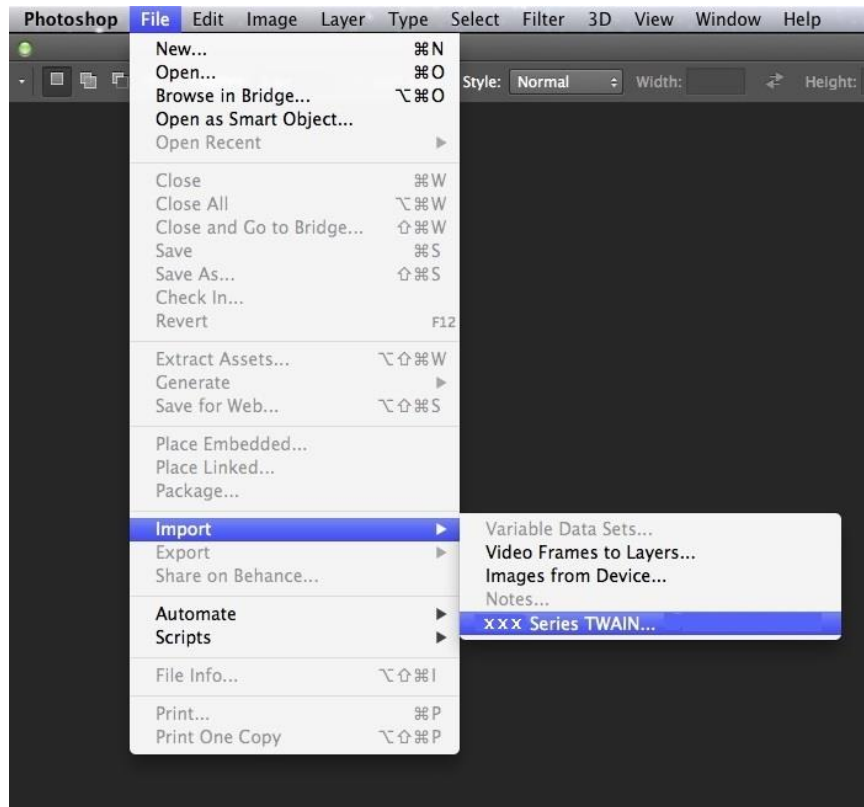 Photoshop File Edit Image Layer Type Select Filter 3D View Window Help
Style: Normal Width: Height:
New... ⌘N
Open... ⌘O
Browse in Bridge... ⌥⌘O
Open as Smart Object...
Open Recent
Close ⌘W
Close All ⌥⌘W
Close and Go to Bridge... ⇧⌘W
Save ⌘S
Save As... ⇧⌘S
Check In...
Revert F12
Extract Assets... ⌥⇧⌘W
Generate
Save for Web... ⌥⇧⌘S
Place Embedded...
Place Linked...
Package...
Import
Export
Share on Behance...
Automate
Scripts
File Info... ⌥⇧⌘I
Print... ⌘P
Print One Copy ⌥⇧⌘P
Variable Data Sets...
Video Frames to Layers...
Images from Device...
Notes...
XXX Series TWAIN...